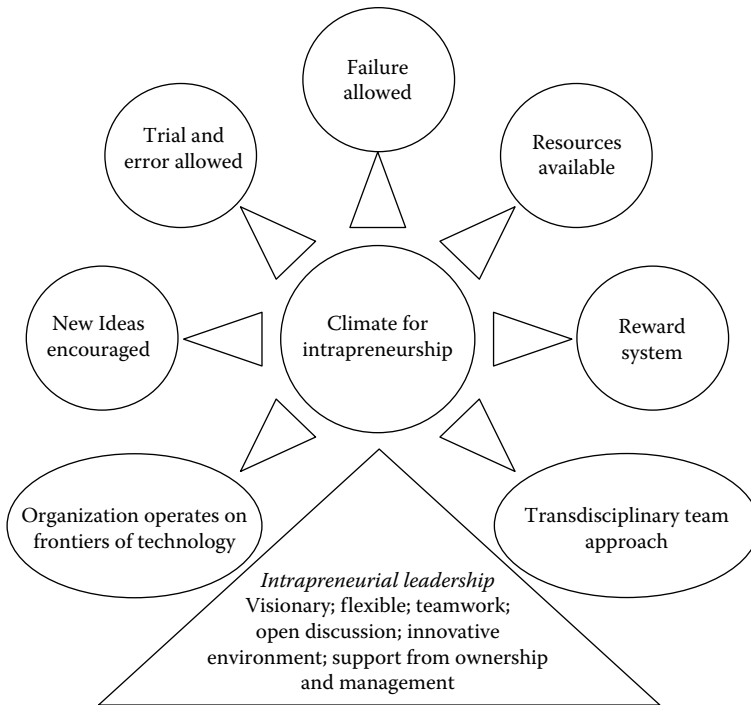 Failure
allowed
Trial and
error allowed
Resources
available
New Ideas
encouraged
Climate for
intrapreneurship
Reward
system
Organization operates on
frontiers of technology
Transdisciplinary team
approach
Intrapreneurial leadership
Visionary; flexible; teamwork;
open discussion; innovative
environment; support from ownership
and management